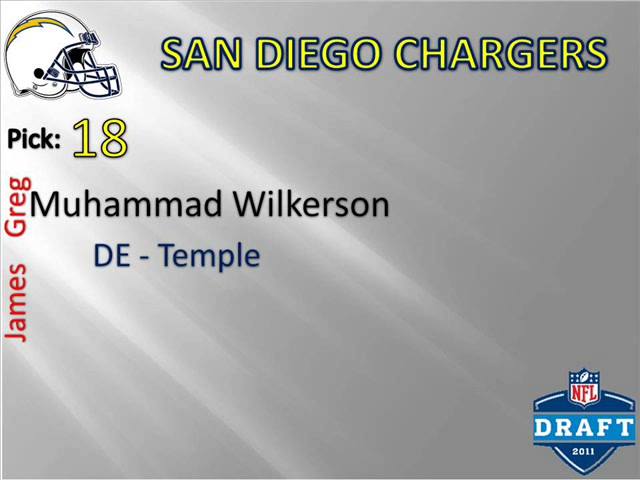 SAN DIEGO CHARGERS
Pick: 18
Greg
James
Muhammad Wilkerson
DE - Temple
NFL
DRAFT
2011